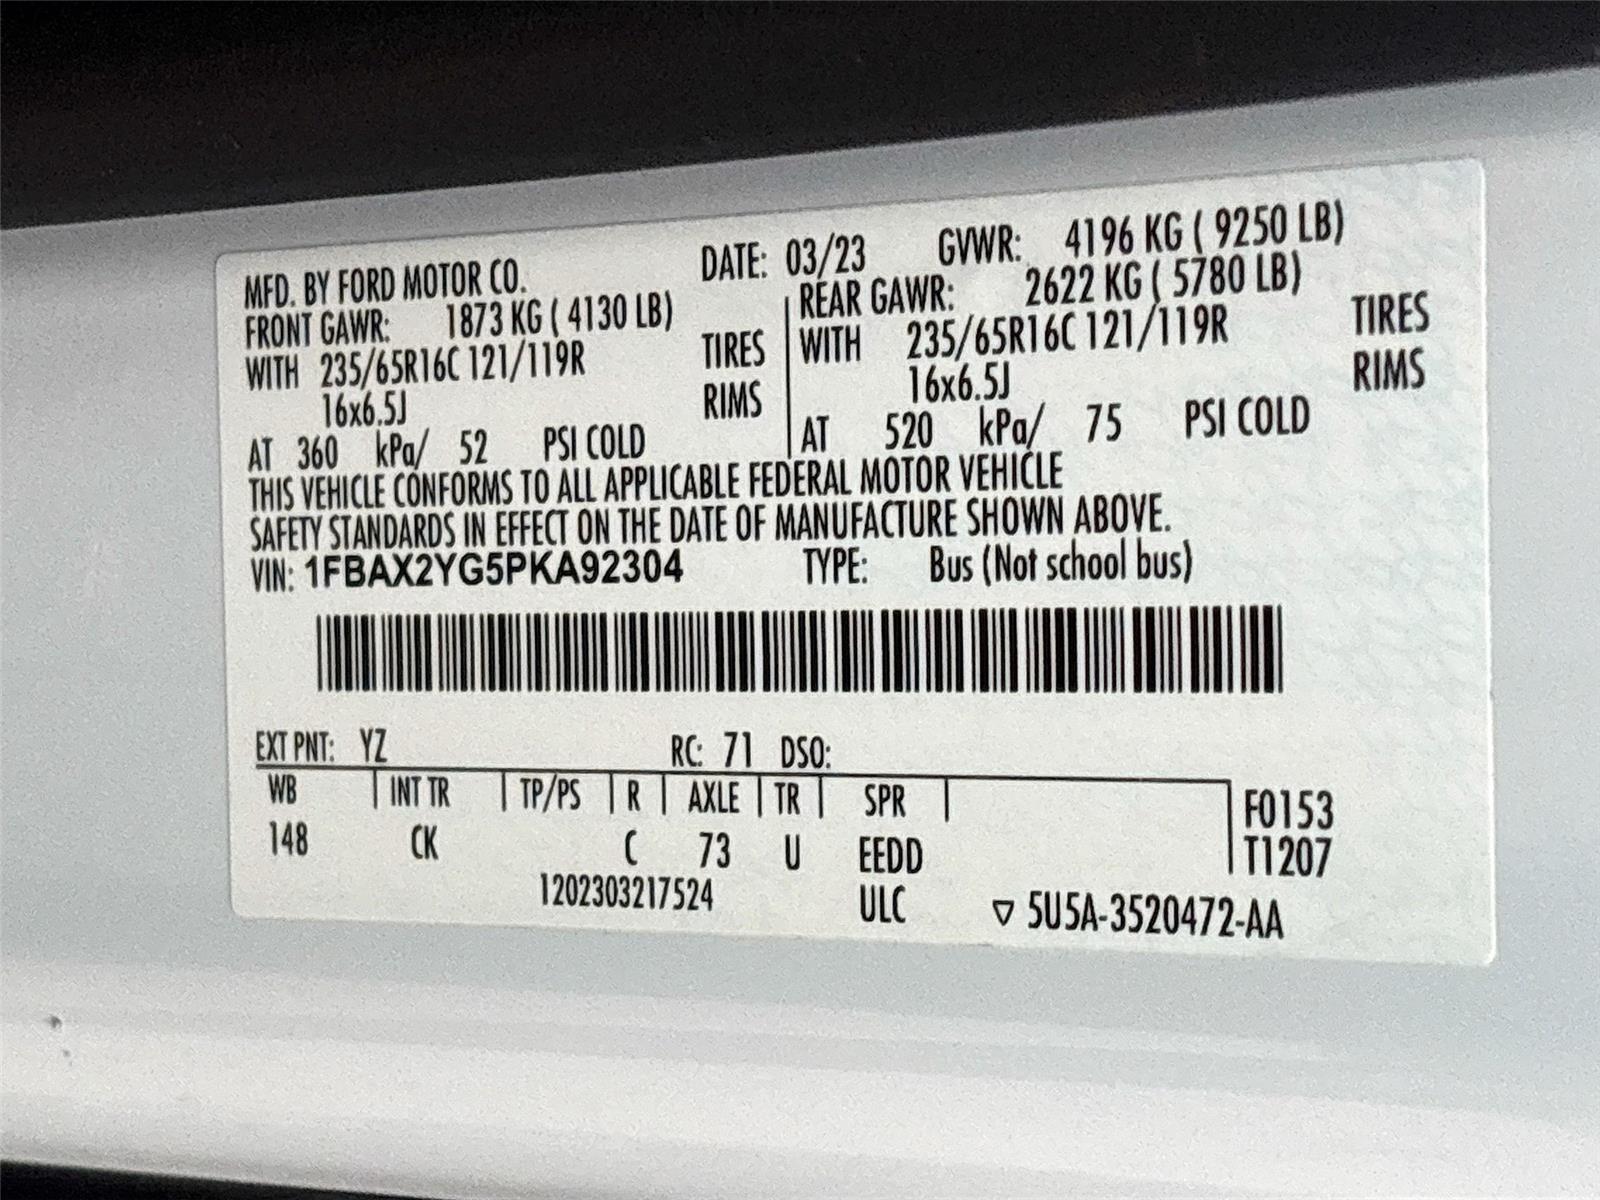 MFD. BY FORD MOTOR CO. DATE: 03/23 GVWR: 4196 KG ( 9250 LB)
FRONT GAWR: 1873 KG ( 4130 LB) REAR GAWR: 2622 KG ( 5780 LB)
WITH 235/65R16C 121/119R TIRES WITH 235/65R16C 121/119R TIRES
16x6.5J RIMS 16x6.5J RIMS
AT 360 kPa/ 52 PSI COLD AT 520 kPa/ 75 PSI COLD
THIS VEHICLE CONFORMS TO ALL APPLICABLE FEDERAL MOTOR VEHICLE
SAFETY STANDARDS IN EFFECT ON THE DATE OF MANUFACTURE SHOWN ABOVE.
VIN: 1FBAX2YG5PKA92304 TYPE: Bus (Not school bus)
EXT PNT: YZ RC: 71 DSO:
WB INT TR TP/PS R AXLE TR SPR F0153
148 CK C 73 U EEDD T1207
1202303217524 ULC ▽ 5U5A-3520472-AA